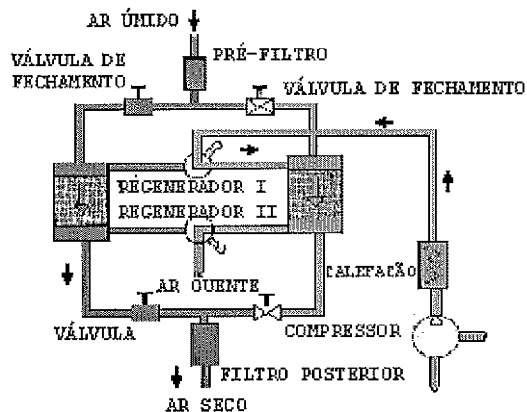 AR ÚMIDO
PRÉ-FILTRO
VÁLVULA DE
FECHAMENTO
VÁLVULA DE FECHAMENTO
REGENERADOR I
REGENERADOR II
AR QUENTE
CALEFAÇÃO
VÁLVULA
COMPRESSOR
FILTRO POSTERIOR
AR SECO